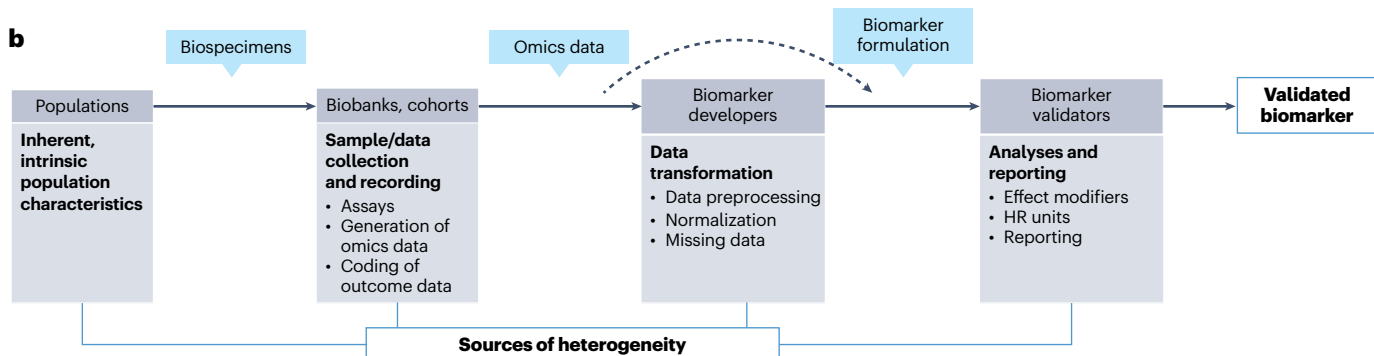 b
Biospecimens
Omics data
Biomarker
formulation
Populations
Inherent,
intrinsic
population
characteristics
Biobanks, cohorts
Sample/data
collection
and recording
• Assays
• Generation of
omics data
• Coding of
outcome data
Biomarker
developers
Data
transformation
• Data preprocessing
• Normalization
• Missing data
Biomarker
validators
Analyses and
reporting
• Effect modifiers
• HR units
• Reporting
Validated
biomarker
Sources of heterogeneity